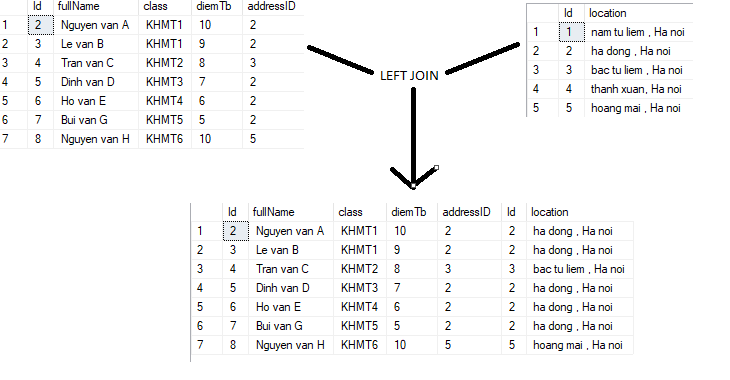 Id fullName class diemTb addressID
1 2 Nguyen van A KHMT1 10 2
2 3 Le van B KHMT1 9 2
3 4 Tran van C KHMT2 8 3
4 5 Dinh van D KHMT3 7 2
5 6 Ho van E KHMT4 6 2
6 7 Bui van G KHMT5 5 2
7 8 Nguyen van H KHMT6 10 5
Id location
1 1 nam tu liem , Ha noi
2 2 ha dong , Ha noi
3 3 bac tu liem , Ha noi
4 4 thanh xuan, Ha noi
5 5 hoang mai , Ha noi
LEFT JOIN
Id fullName class diemTb addressID Id location
1 2 Nguyen van A KHMT1 10 2 2 ha dong , Ha noi
2 3 Le van B KHMT1 9 2 2 ha dong , Ha noi
3 4 Tran van C KHMT2 8 3 3 bac tu liem , Ha noi
4 5 Dinh van D KHMT3 7 2 2 ha dong , Ha noi
5 6 Ho van E KHMT4 6 2 2 ha dong , Ha noi
6 7 Bui van G KHMT5 5 2 2 ha dong , Ha noi
7 8 Nguyen van H KHMT6 10 5 5 hoang mai , Ha noi